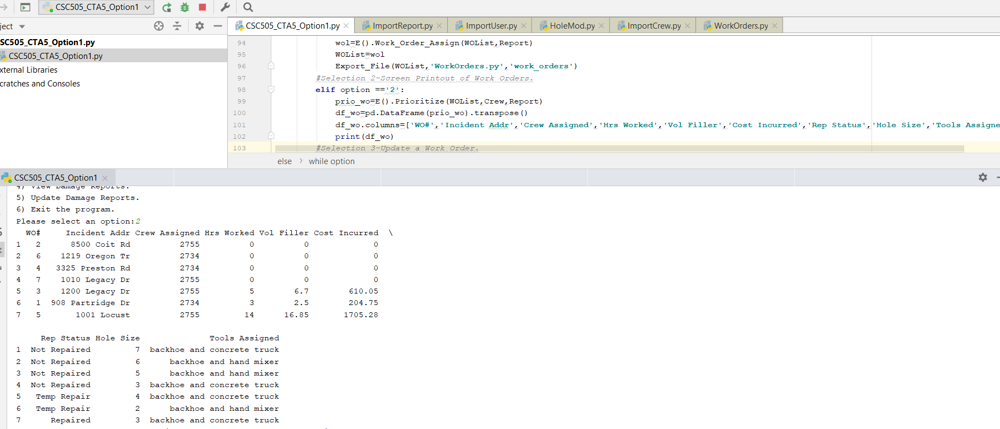 CSC505_CTA5_Option1
ject
SC505_CTA5_Option1.py
CSC505_CTA5_Option1.py
xternal Libraries
cratches and Consoles
CSC505_CTA5_Option1.py ImportReport.py ImportUser.py HoleMod.py ImportCrew.py WorkOrders.py
94 wol=E().Work_Order_Assign(WOList,Report)
95 WOList=wol
96 Export_File(WOList,'WorkOrders.py','work_orders')
97 #Selection 2-Screen Printout of Work Orders.
98 elif option =='2':
99 prio_wo=E().Prioritize(WOList,Crew,Report)
100 df_wo=pd.DataFrame(prio_wo).transpose()
101 df_wo.columns=['WO#','Incident Addr','Crew Assigned','Hrs Worked','Vol Filler','Cost Incurred','Rep Status','Hole Size','Tools Assigne
102 print(df_wo)
103 #Selection 3-Update a Work Order.
else > while option
CSC505_CTA5_Option1
4) View Damage Reports.
5) Update Damage Reports.
6) Exit the program.
Please select an option:2
WO# Incident Addr Crew Assigned Hrs Worked Vol Filler Cost Incurred \
1 2 8500 Coit Rd 2755 0 0 0
2 6 1219 Oregon Tr 2734 0 0 0
3 4 3325 Preston Rd 2734 0 0 0
4 7 1010 Legacy Dr 2755 0 0 0
5 3 1200 Legacy Dr 2755 5 6.7 610.05
6 1 908 Partridge Dr 2734 3 2.5 204.75
7 5 1001 Locust 2755 14 16.85 1705.28
Rep Status Hole Size Tools Assigned
1 Not Repaired 7 backhoe and concrete truck
2 Not Repaired 6 backhoe and hand mixer
3 Not Repaired 5 backhoe and hand mixer
4 Not Repaired 3 backhoe and concrete truck
5 Temp Repair 4 backhoe and concrete truck
6 Temp Repair 2 backhoe and hand mixer
7 Repaired 3 backhoe and concrete truck